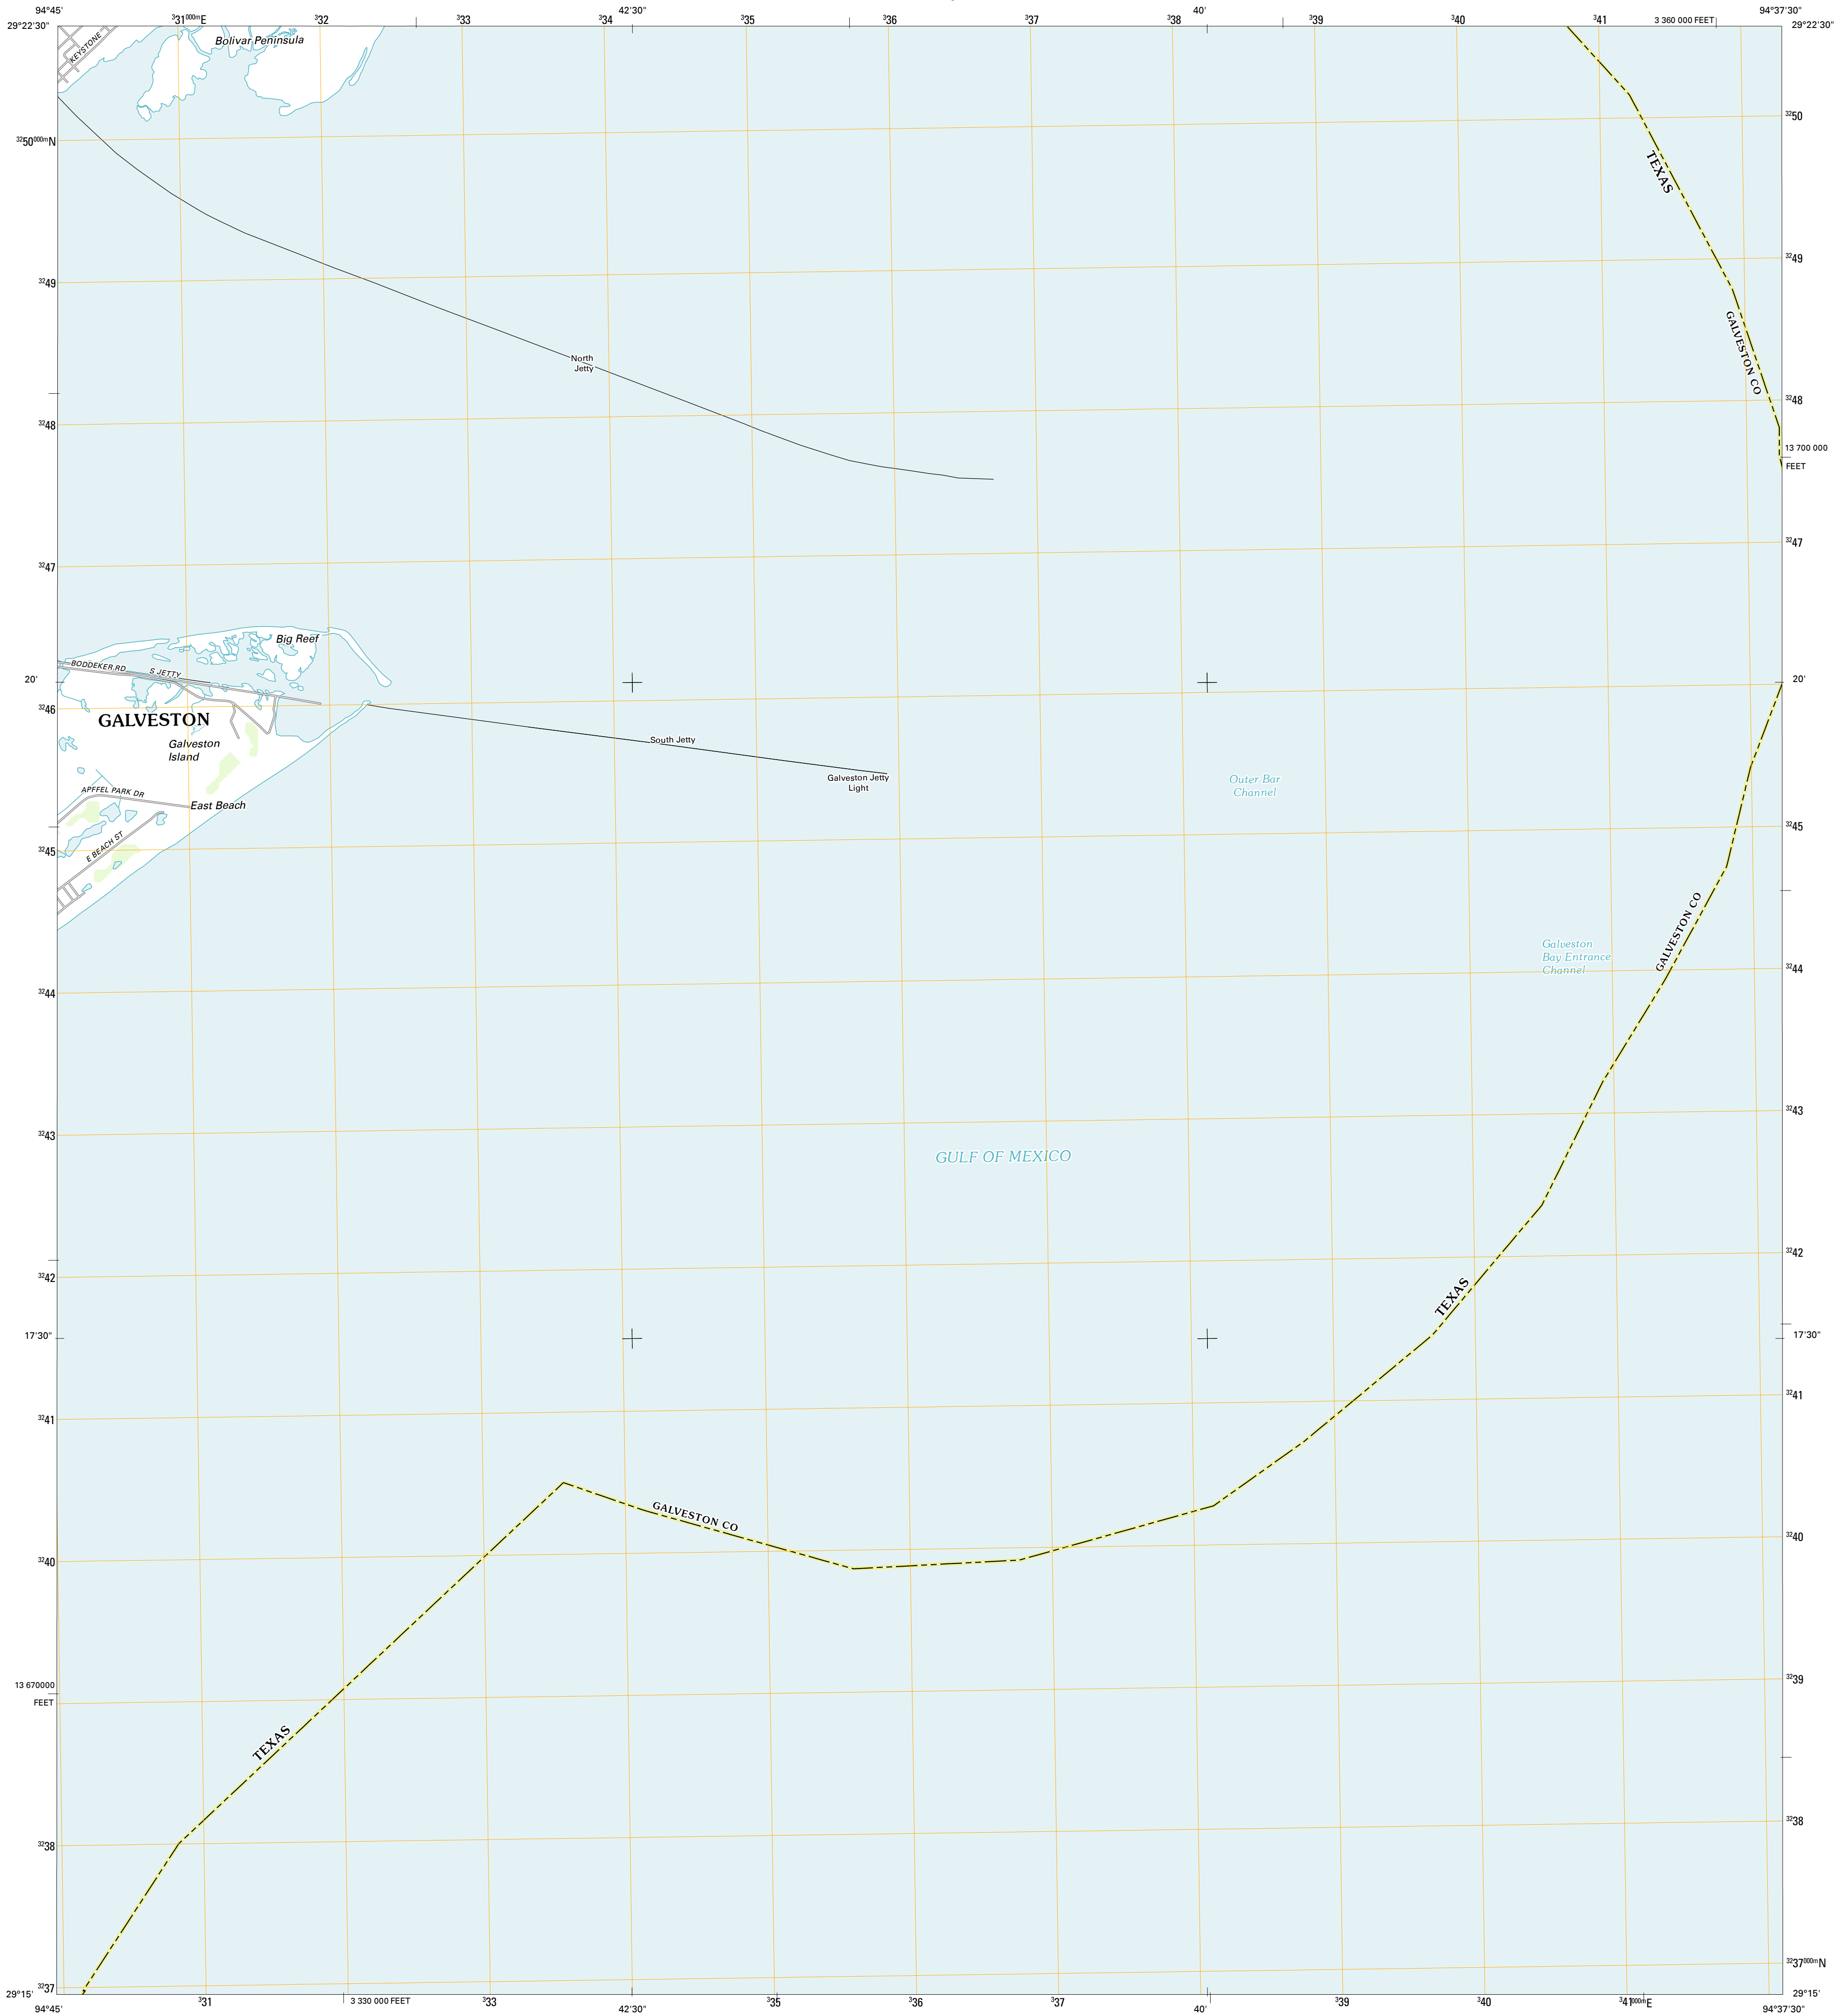 94°45'
³31⁰⁰⁰ᵐE
³32
³33
³34
42'30"
³35
³36
³37
³38
40'
³39
³40
³41
3 360 000 FEET
94°37'30"
29°22'30"
29°22'30"
KEYSTONE
Bolivar Peninsula
³²50⁰⁰⁰ᵐN
³²50
TEXAS
³²49
³²49
GALVESTON CO
North
Jetty
³²48
³²48
13 700 000
FEET
³²47
³²47
Big Reef
BODDEKER RD
S JETTY
20'
20'
³²46
GALVESTON
Galveston
Island
South Jetty
Galveston Jetty
Light
Outer Bar
Channel
APFFEL PARK DR
East Beach
E BEACH ST
³²45
³²45
GALVESTON CO
Galveston
Bay Entrance
Channel
³²44
³²44
³²43
³²43
GULF OF MEXICO
³²42
³²42
TEXAS
17'30"
17'30"
³²41
³²41
GALVESTON CO
³²40
³²40
13 670000
FEET
³²39
TEXAS
³²38
³²38
³²37
³²37⁰⁰⁰ᵐN
29°15'
29°15'
94°45'
³31
3 330 000 FEET
³33
42'30"
³35
³36
³37
40'
³39
³40
³41⁰⁰⁰ᵐE
94°37'30"